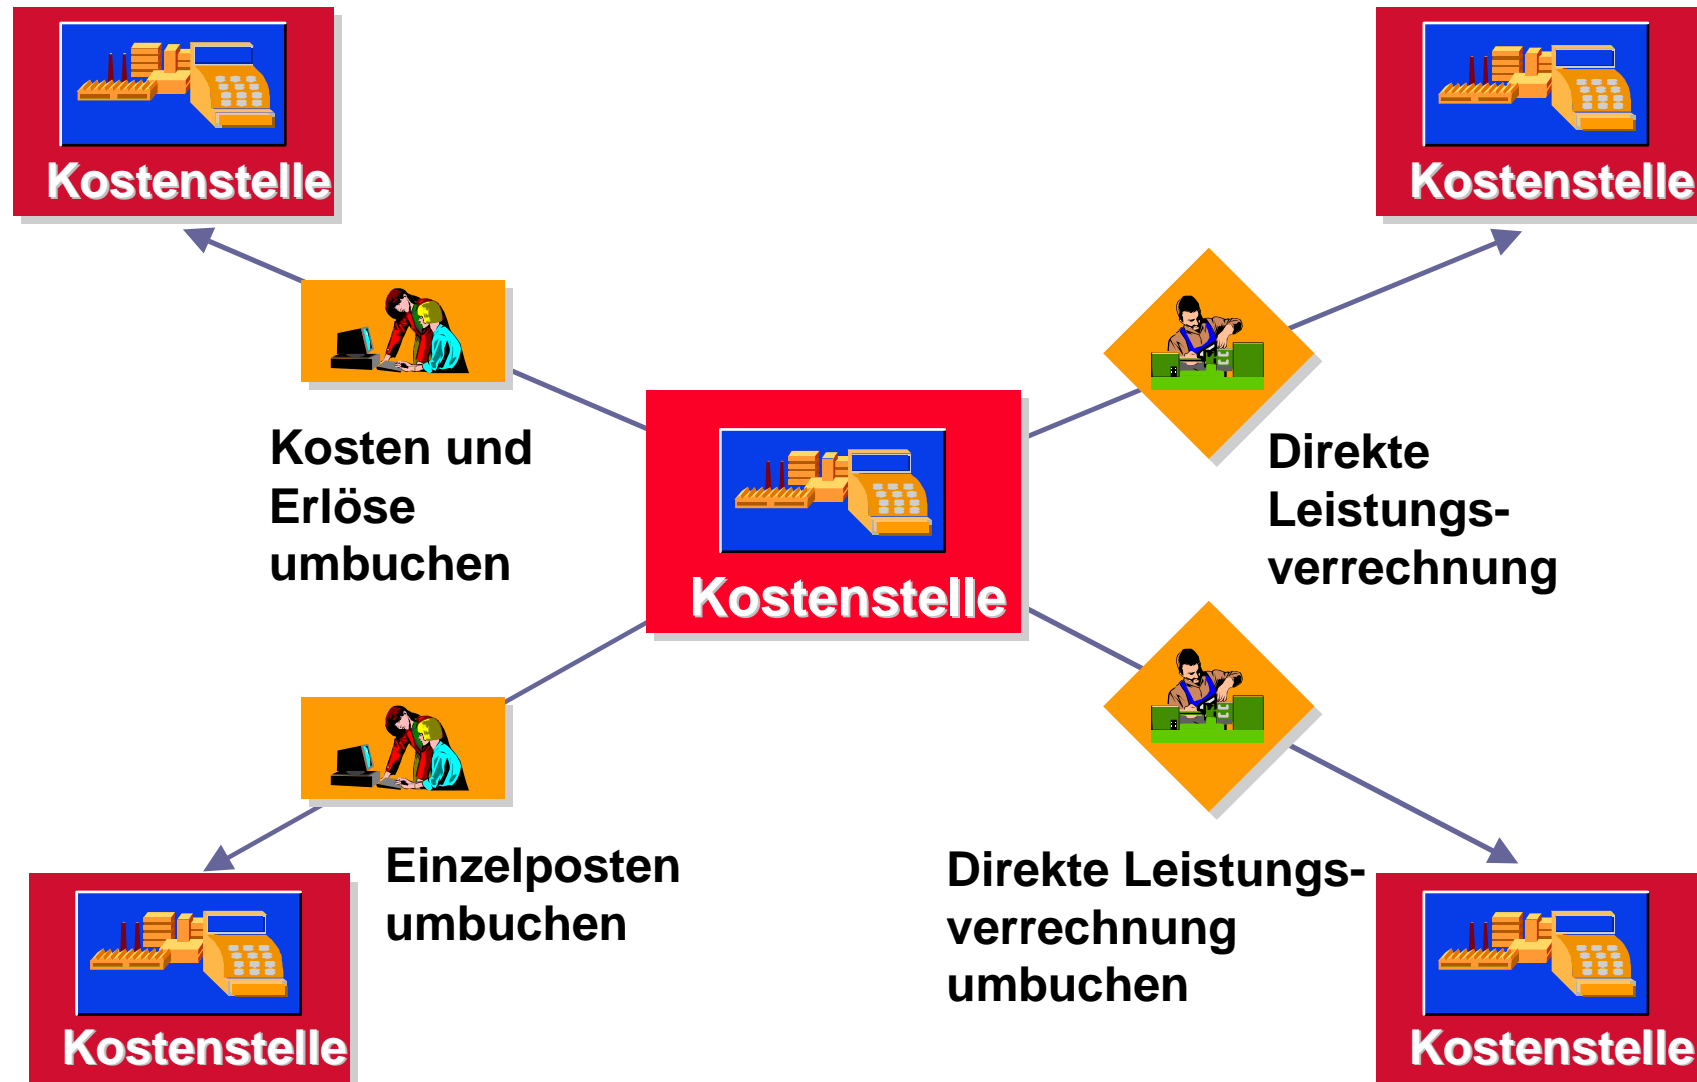 Kostenstelle
Kostenstelle
Kosten und
Erlöse
umbuchen
Direkte
Leistungs-
verrechnung
Kostenstelle
Einzelposten
umbuchen
Direkte Leistungs-
verrechnung
umbuchen
Kostenstelle
Kostenstelle